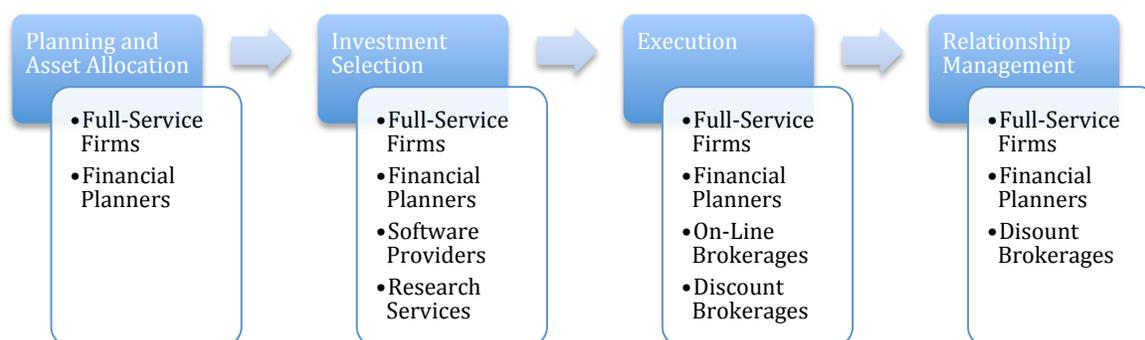 Planning and
Asset Allocation
•Full-Service
Firms
•Financial
Planners
Investment
Selection
•Full-Service
Firms
•Financial
Planners
•Software
Providers
•Research
Services
Execution
•Full-Service
Firms
•Financial
Planners
•On-Line
Brokerages
•Discount
Brokerages
Relationship
Management
•Full-Service
Firms
•Financial
Planners
•Disount
Brokerages